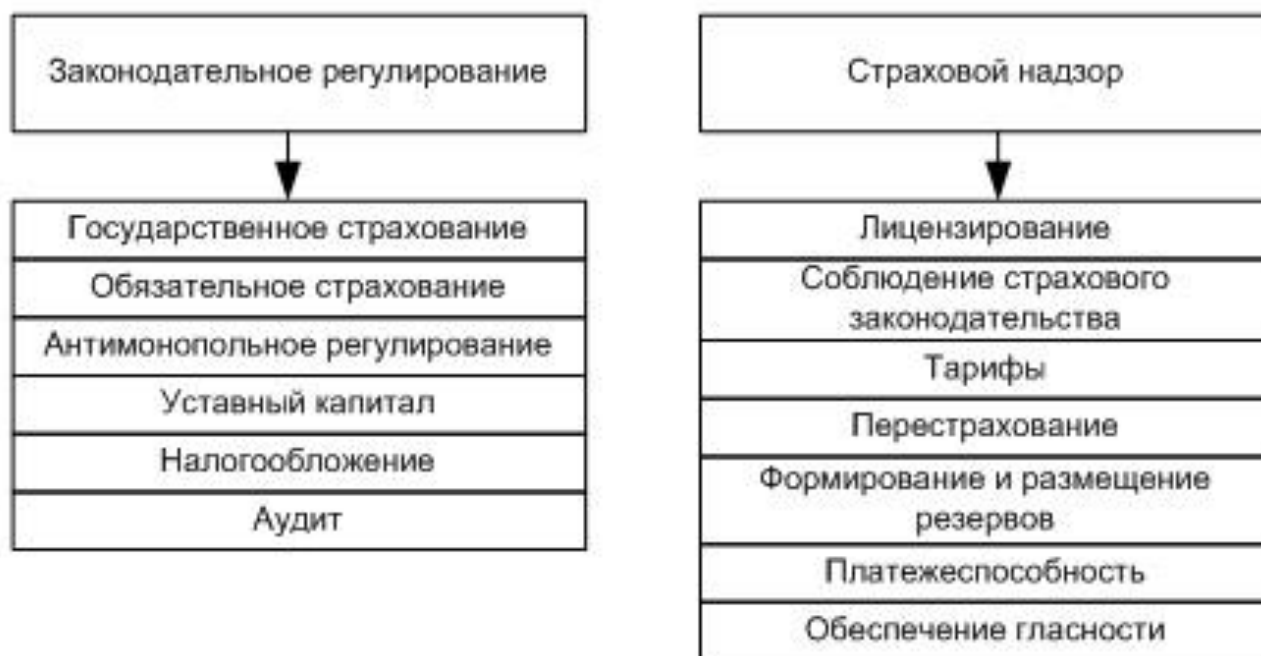 Законодательное регулирование
Государственное страхование
Обязательное страхование
Антимонопольное регулирование
Уставный капитал
Налогообложение
Аудит
Страховой надзор
Лицензирование
Соблюдение страхового
законодательства
Тарифы
Перестрахование
Формирование и размещение
резервов
Платежеспособность
Обеспечение гласности